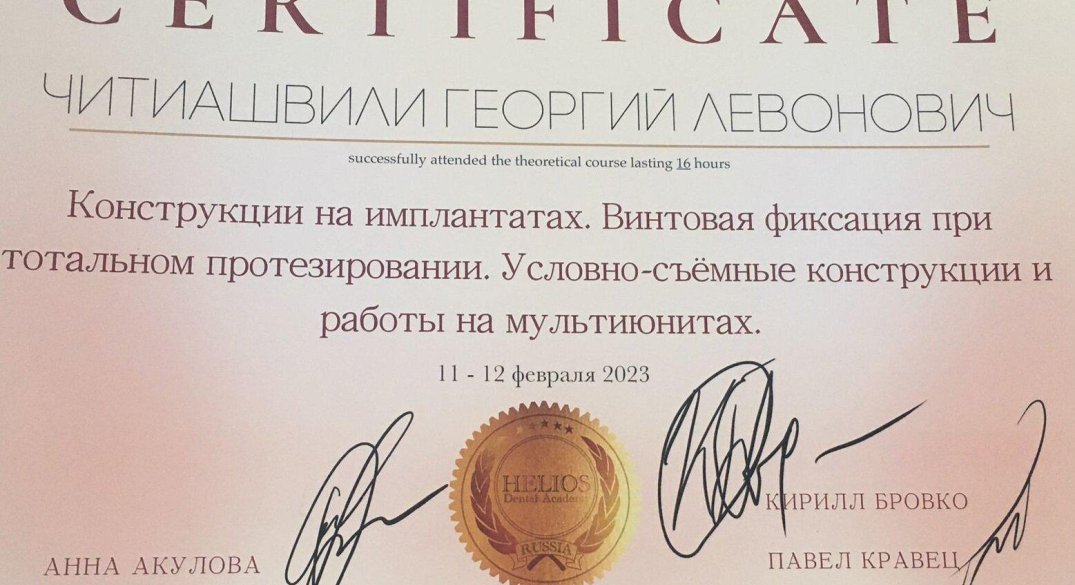 CERTIFICATE
ЧИТИАШВИЛИ ГЕОРГИЙ ЛЕВОНОВИЧ
successfully attended the theoretical course lasting 16 hours
Конструкции на имплантатах. Винтовая фиксация при
тотальном протезировании. Условно-съёмные конструкции и
работы на мультиюнитах.
11 - 12 февраля 2023
HELIOS
Dental Academy
RUSSIA
КИРИЛЛ БРОВКО
АННА АКУЛОВА
ПАВЕЛ КРАВЕЦ